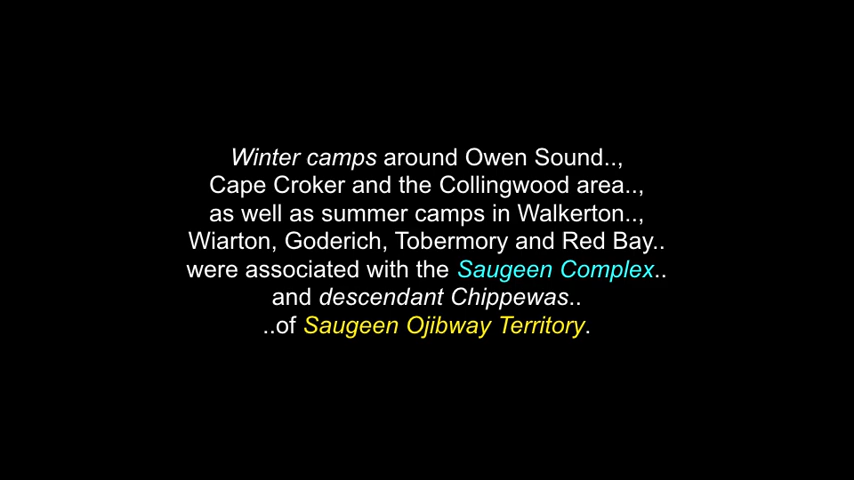 Winter camps around Owen Sound..,
Cape Croker and the Collingwood area..,
as well as summer camps in Walkerton..,
Wiarton, Goderich, Tobermory and Red Bay..
were associated with the Saugeen Complex..
and descendant Chippewas..
..of Saugeen Ojibway Territory.